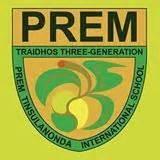 PREM
TRAIDHOS THREE-GENERATION
PREM TINSULANONDA INTERNATIONAL SCHOOL